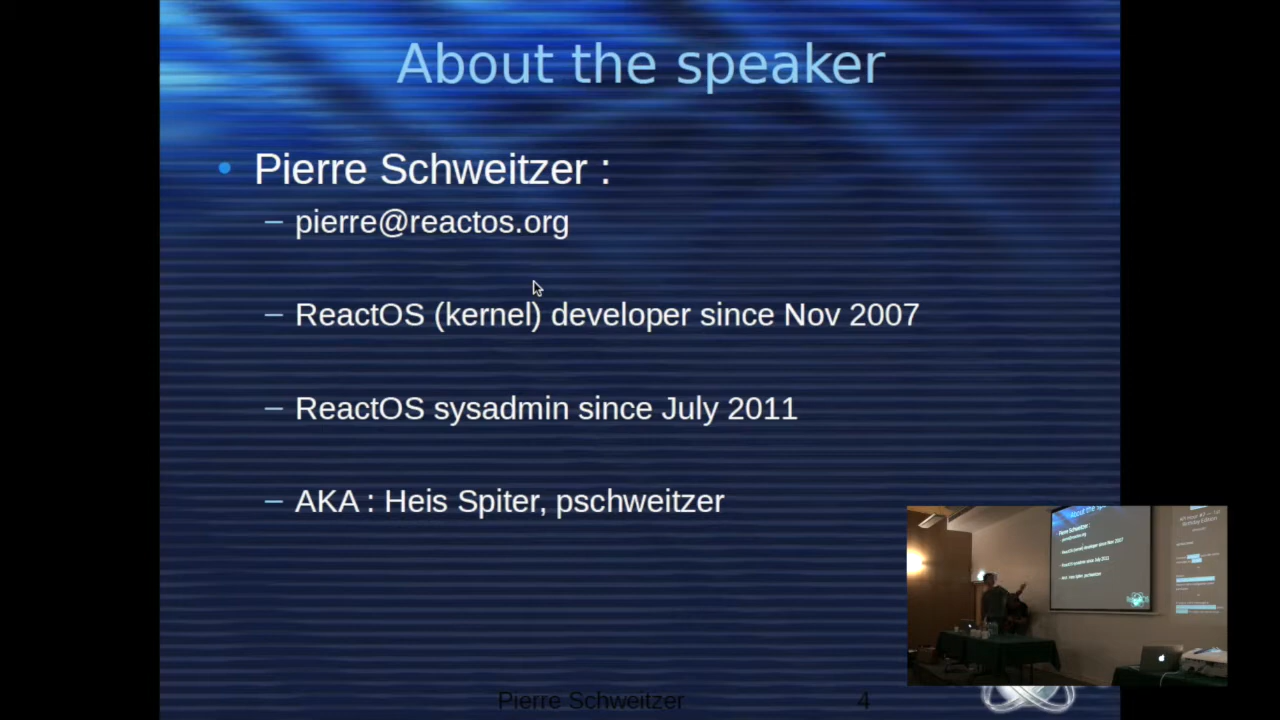 About the speaker
Pierre Schweitzer :
– pierre@reactos.org
– ReactOS (kernel) developer since Nov 2007
– ReactOS sysadmin since July 2011
– AKA : Heis Spiter, pschweitzer
Pierre Schweitzer
4